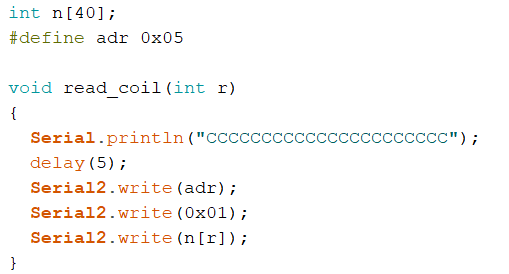 int n[40];
#define adr 0x05
void read_coil(int r)
{
Serial.println("CCCCCCCCCCCCCCCCCCCCCC");
delay(5);
Serial2.write(adr);
Serial2.write(0x01);
Serial2.write(n[r]);
}